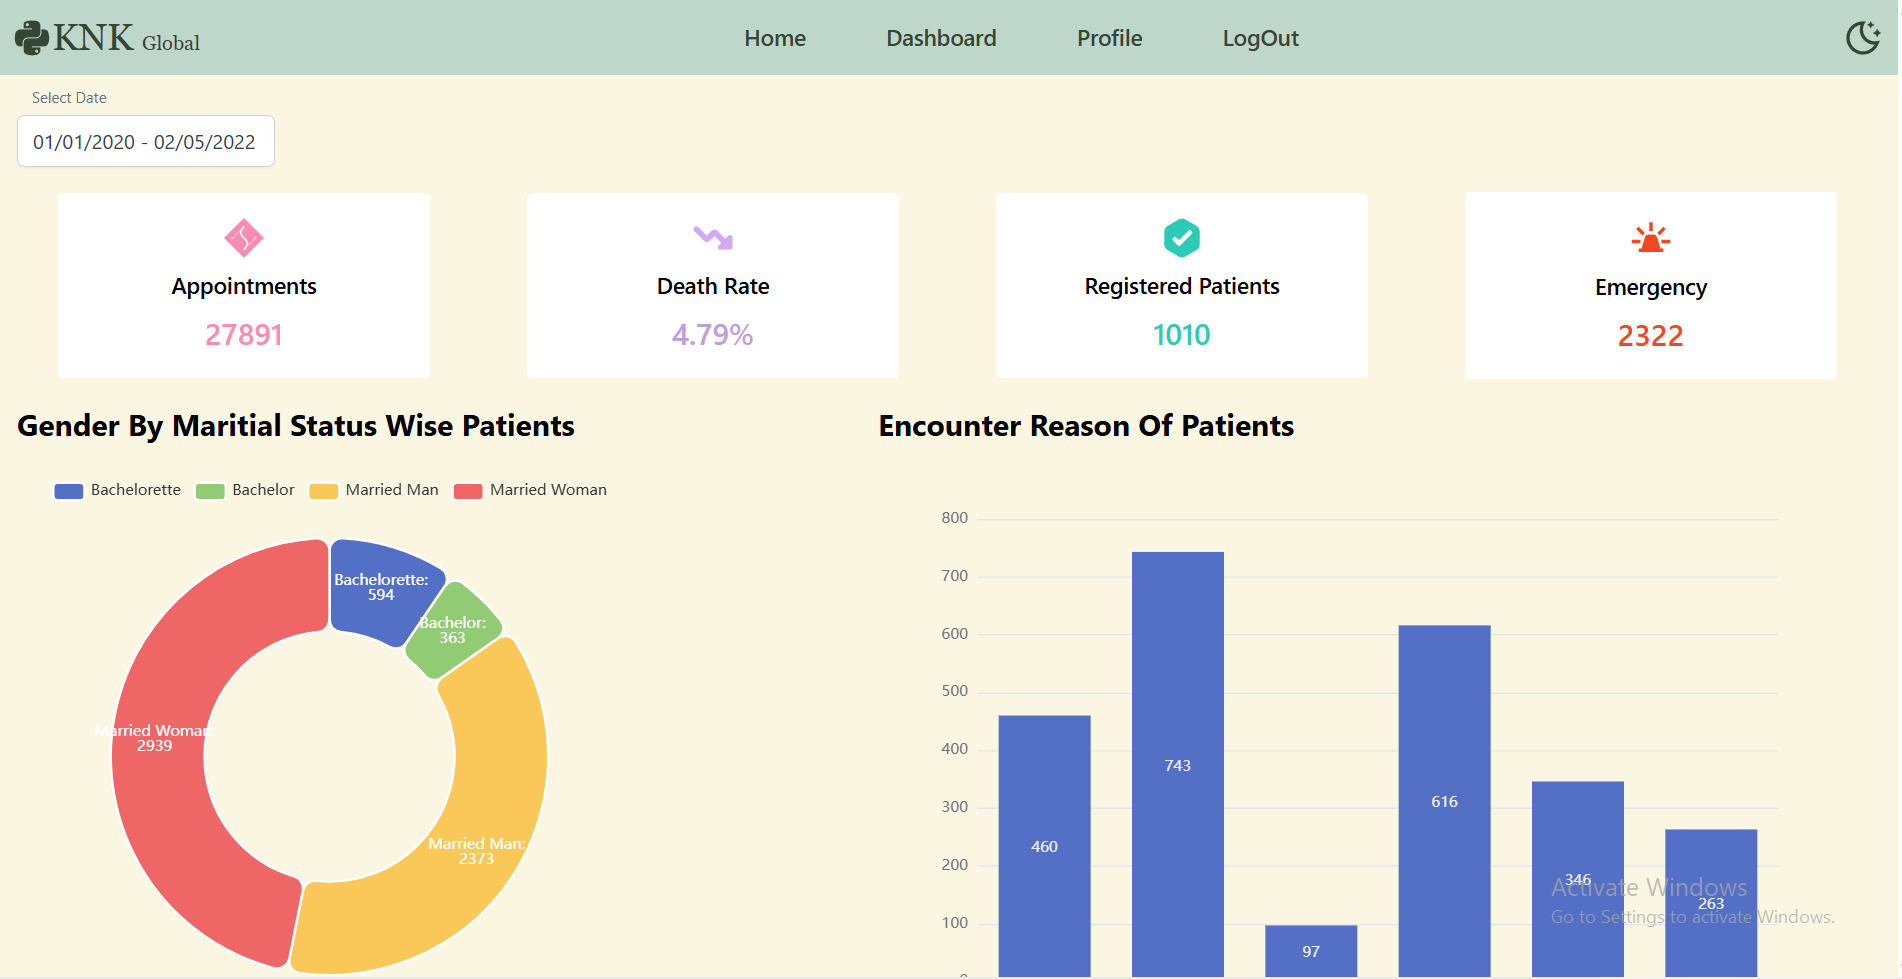 KNK Global
Home Dashboard Profile LogOut
Select Date
01/01/2020 - 02/05/2022
Appointments
27891
Death Rate
4.79%
Registered Patients
1010
Emergency
2322
Gender By Maritial Status Wise Patients
Bachelorette Bachelor Married Man Married Woman
Bachelorette:
594
Bachelor:
363
Married Woman:
2939
Married Man:
2373
Encounter Reason Of Patients
800
700
600
500
400
300
200
100
460
743
97
616
346
263
Activate Windows
Go to Settings to activate Windows.